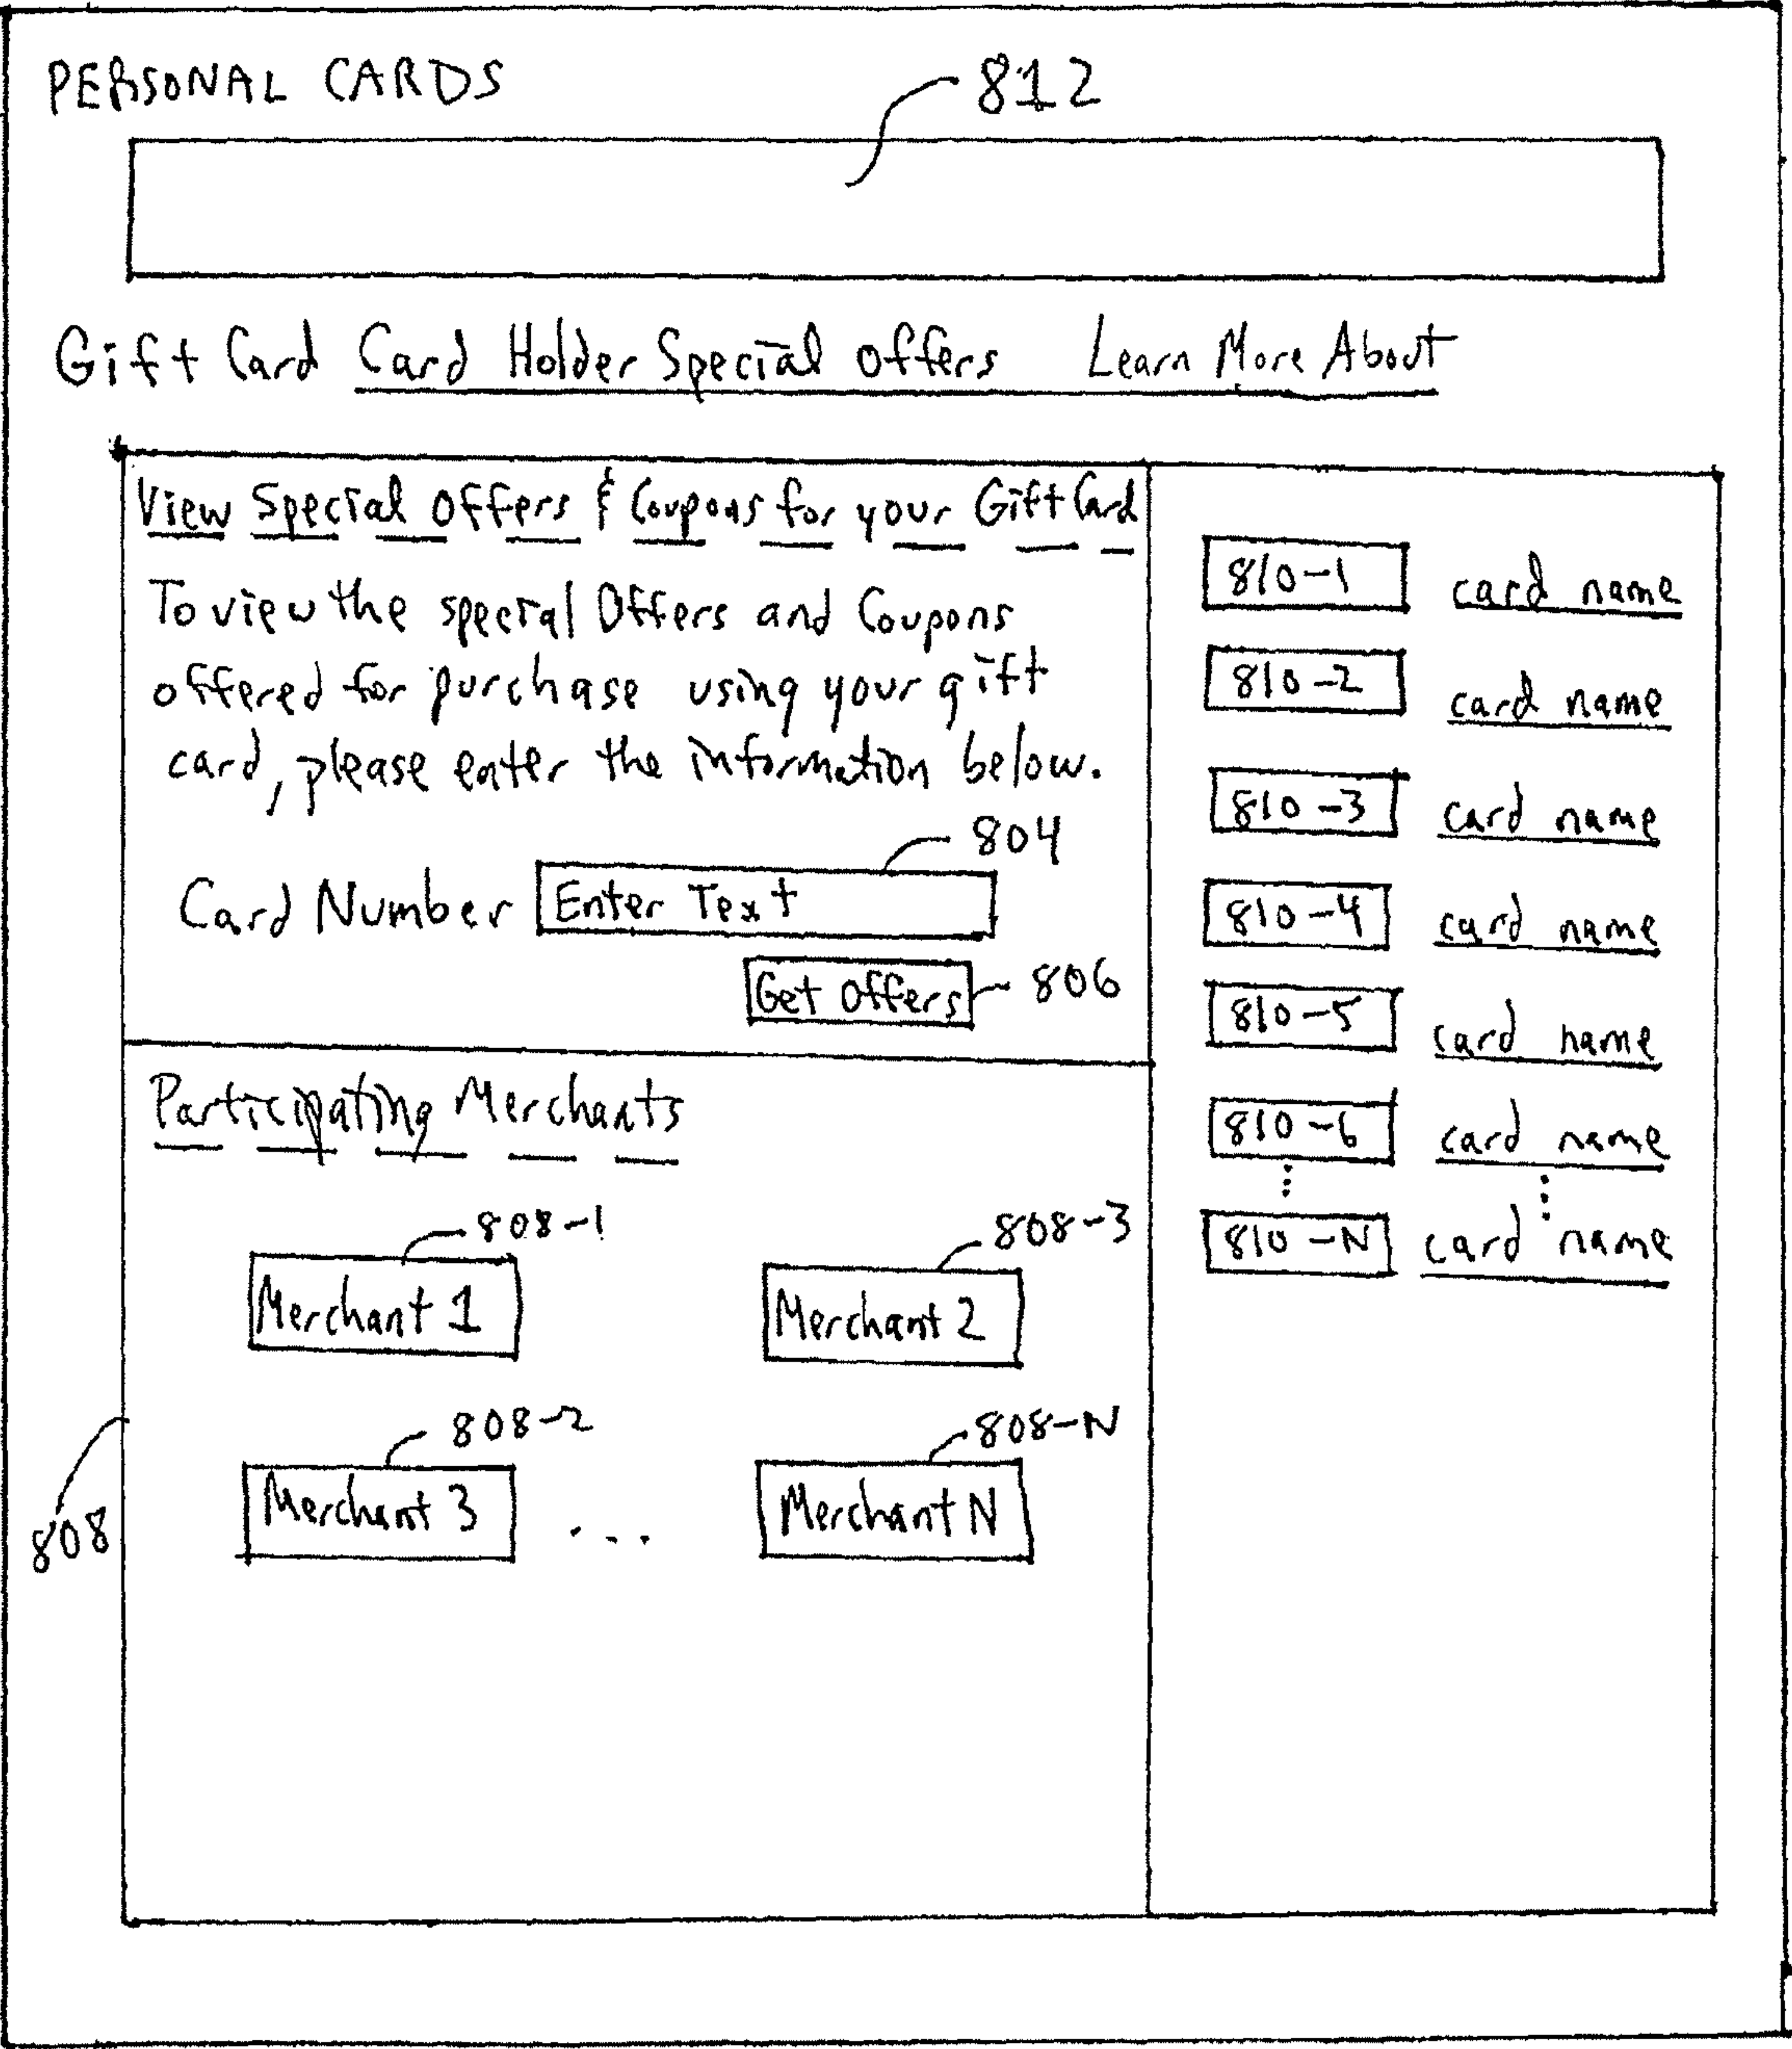 PERSONAL CARDS
812
Gift Card Card Holder Special Offers Learn More About
View Special Offers & Coupons for your Gift Card
To view the special Offers and Coupons
offered for purchase using your gift
card, please enter the information below.
804
Card Number Enter Text
Get Offers 806
Participating Merchants
808-1 808-3
Merchant 1 Merchant 2
808-2 808-N
Merchant 3 ... Merchant N
808
810-1 card name
810-2 card name
810-3 card name
810-4 card name
810-5 card name
810-6 card name
810-N card name